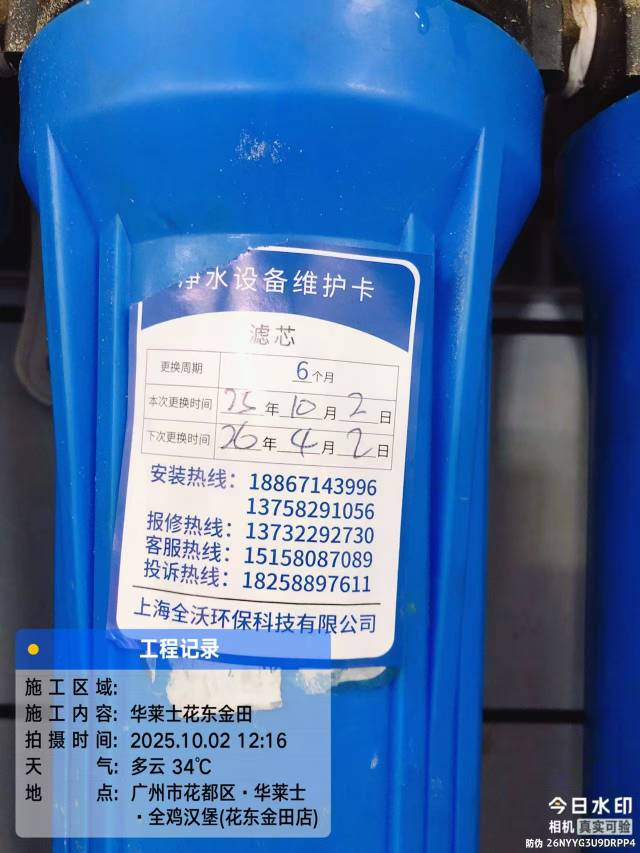 净水设备维护卡
滤芯
更换周期 6个月
本次更换时间 25年10月2日
下次更换时间 26年4月2日
安装热线：18867143996
13758291056
报修热线：13732292730
客服热线：15158087089
投诉热线：18258897611
上海全沃环保科技有限公司
工程记录
施工区域:
施工内容: 华莱士花东金田
拍摄时间: 2025.10.02 12:16
天气: 多云 34℃
地点: 广州市花都区·华莱士
·全鸡汉堡(花东金田店)
今日水印
相机 真实可验
防伪 26NYYG3U9DRPP4